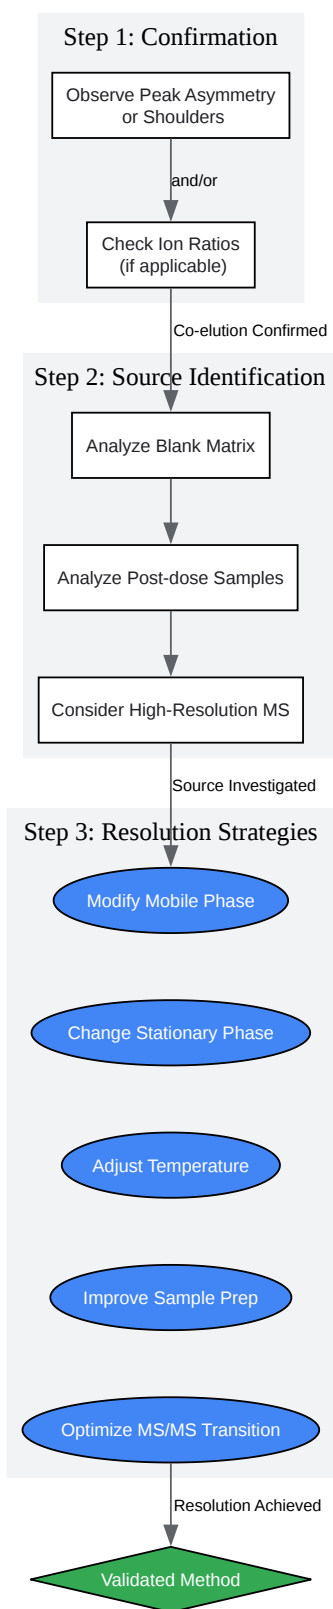 Step 1: Confirmation
Observe Peak Asymmetry
or Shoulders
and/or
Check Ion Ratios
(if applicable)
Co-elution Confirmed
Step 2: Source Identification
Analyze Blank Matrix
Analyze Post-dose Samples
Consider High-Resolution MS
Source Investigated
Step 3: Resolution Strategies
Modify Mobile Phase
Change Stationary Phase
Adjust Temperature
Improve Sample Prep
Optimize MS/MS Transition
Resolution Achieved
Validated Method